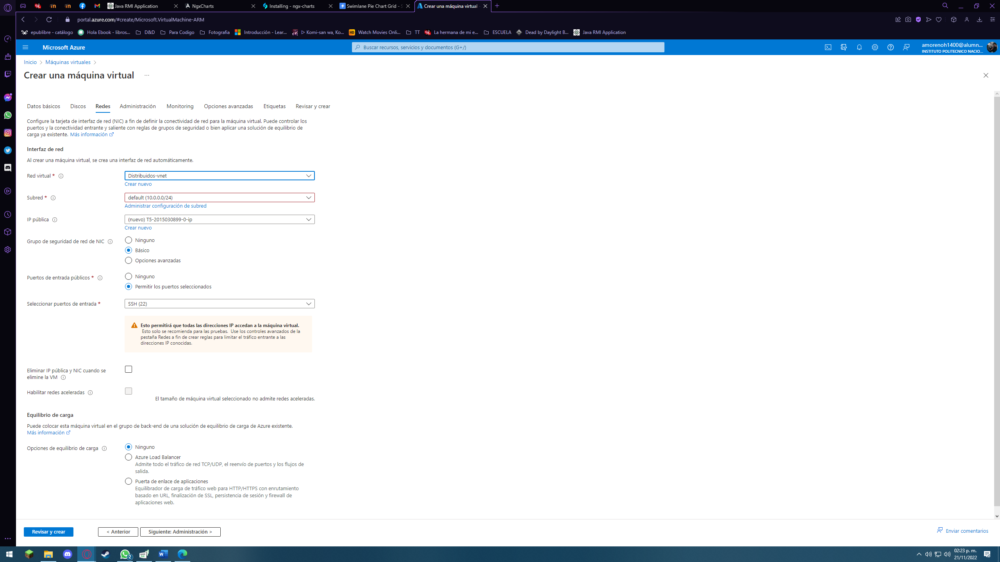 Java RMI Application
NgxCharts
Installing - ngx-charts
Swimlane Pie Chart Grid - S
Crear una máquina virtual -
portal.azure.com/#create/Microsoft.VirtualMachine-ARM
epublibre - catálogo
Hola Ebook - libros...
D&D
Para Codigo
Fotografia
Introducción - Lear...
▷ Komi-san wa, Ko...
HD
Watch Movies Onli...
TT
La hermana de mi e...
ESCUELA
Dead by Daylight B...
Java RMI Application
Microsoft Azure
Buscar recursos, servicios y documentos (G+/)
amorenoh1400@alumn...
INSTITUTO POLITECNICO NACIO...
Inicio > Máquinas virtuales >
Crear una máquina virtual ...
Datos básicos Discos Redes Administración Monitoring Opciones avanzadas Etiquetas Revisar y crear
Configure la tarjeta de interfaz de red (NIC) a fin de definir la conectividad de red para la máquina virtual. Puede controlar los
puertos y la conectividad entrante y saliente con reglas de grupos de seguridad o bien aplicar una solución de equilibrio de
carga ya existente. Más información
Interfaz de red
Al crear una máquina virtual, se crea una interfaz de red automáticamente.
Red virtual *
Distribuidos-vnet
Crear nuevo
Subred *
default (10.0.0.0/24)
Administrar configuración de subred
IP pública
(nuevo) T5-2015030899-0-ip
Crear nuevo
Grupo de seguridad de red de NIC
Ninguno
Básico
Opciones avanzadas
Puertos de entrada públicos *
Ninguno
Permitir los puertos seleccionados
Seleccionar puertos de entrada *
SSH (22)
Esto permitirá que todas las direcciones IP accedan a la máquina virtual.
Esto solo se recomienda para las pruebas. Use los controles avanzados de la
pestaña Redes a fin de crear reglas para limitar el tráfico entrante a las
direcciones IP conocidas.
Eliminar IP pública y NIC cuando se
elimine la VM
Habilitar redes aceleradas
El tamaño de máquina virtual seleccionado no admite redes aceleradas.
Equilibrio de carga
Puede colocar esta máquina virtual en el grupo de back-end de una solución de equilibrio de carga de Azure existente.
Más información
Opciones de equilibrio de carga
Ninguno
Azure Load Balancer
Admite todo el tráfico de red TCP/UDP, el reenvío de puertos y los flujos de
salida.
Puerta de enlace de aplicaciones
Equilibrador de carga de tráfico web para HTTP/HTTPS con enrutamiento
basado en URL, finalización de SSL, persistencia de sesión y firewall de
aplicaciones web.
Revisar y crear
< Anterior
Siguiente: Administración >
Enviar comentarios
2
02:23 p. m.
21/11/2022